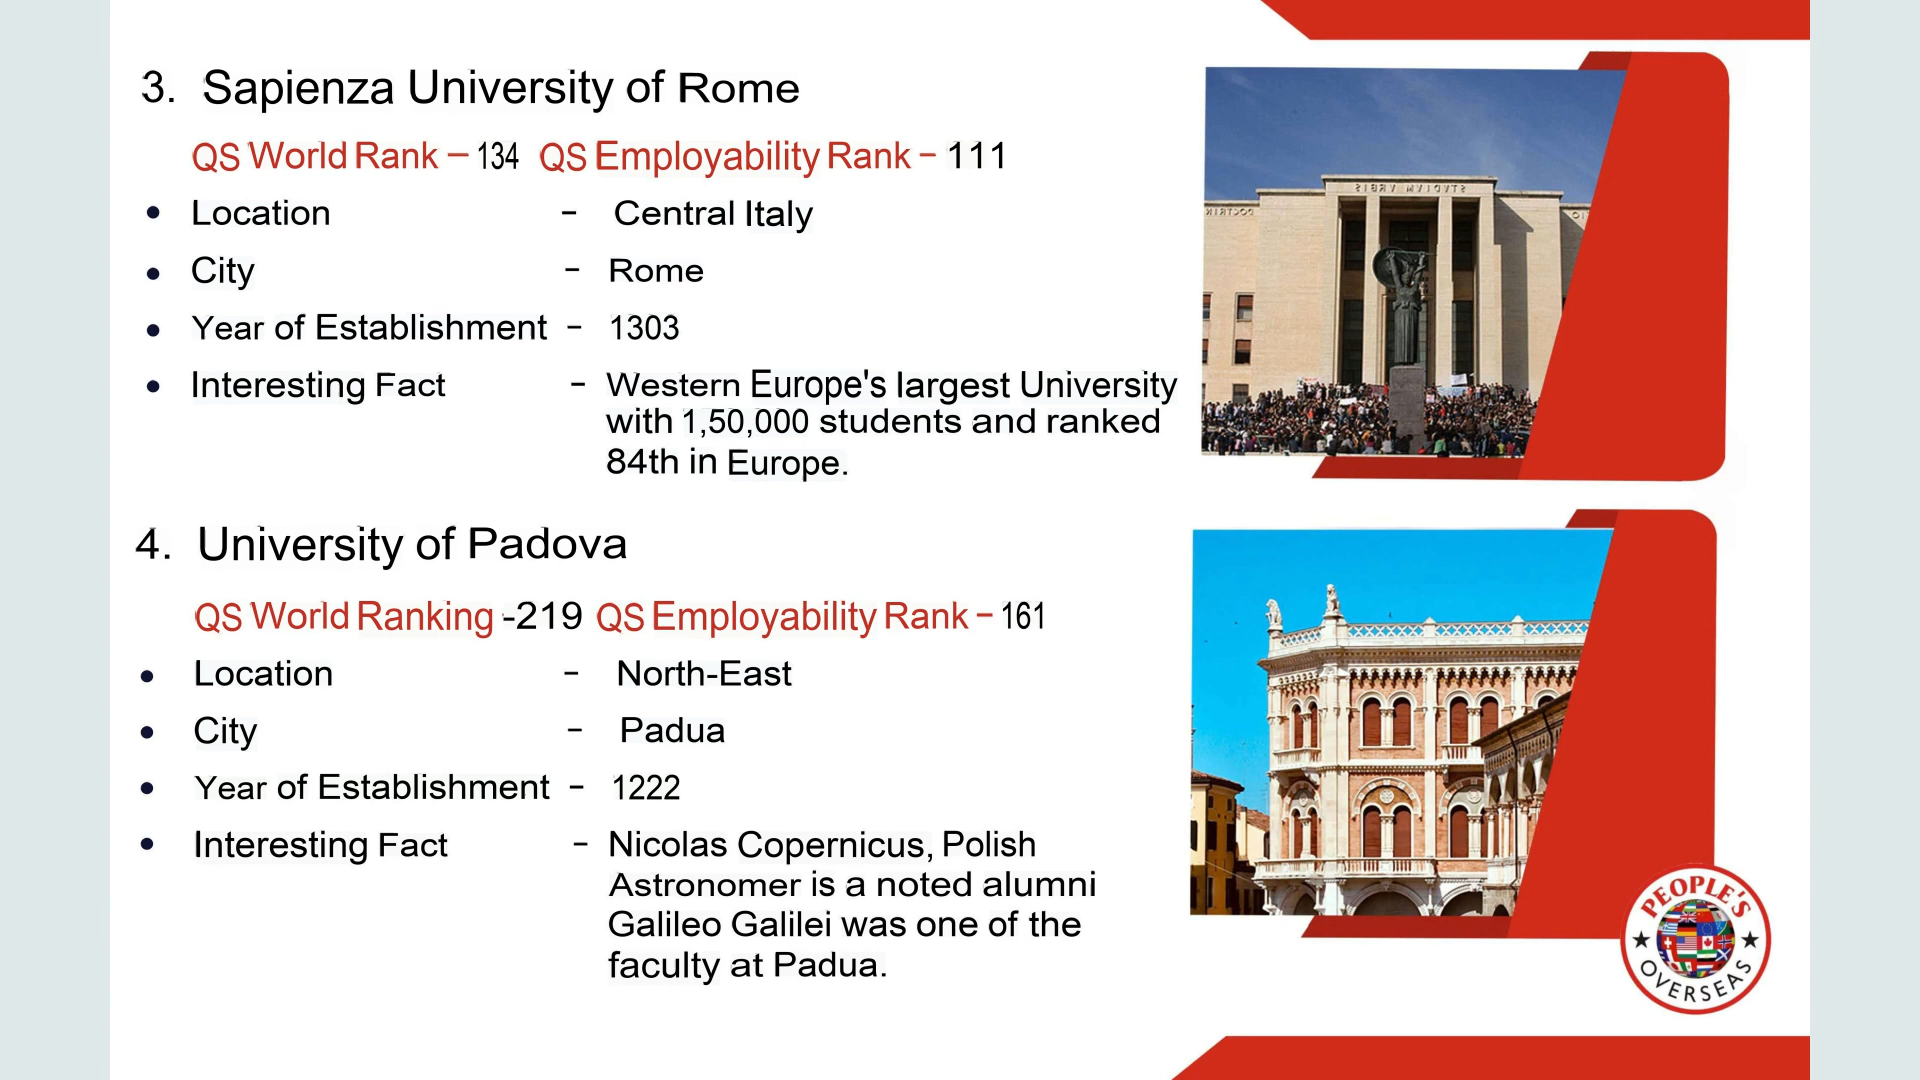 3. Sapienza University of Rome
QS World Rank – 134 QS Employability Rank – 111
• Location – Central Italy
• City – Rome
• Year of Establishment – 1303
• Interesting Fact – Western Europe's largest University
with 1,50,000 students and ranked
84th in Europe.
4. University of Padova
QS World Ranking -219 QS Employability Rank – 161
• Location – North-East
• City – Padua
• Year of Establishment – 1222
• Interesting Fact – Nicolas Copernicus, Polish
Astronomer is a noted alumni
Galileo Galilei was one of the
faculty at Padua.
PEOPLE'S
OVERSEAS